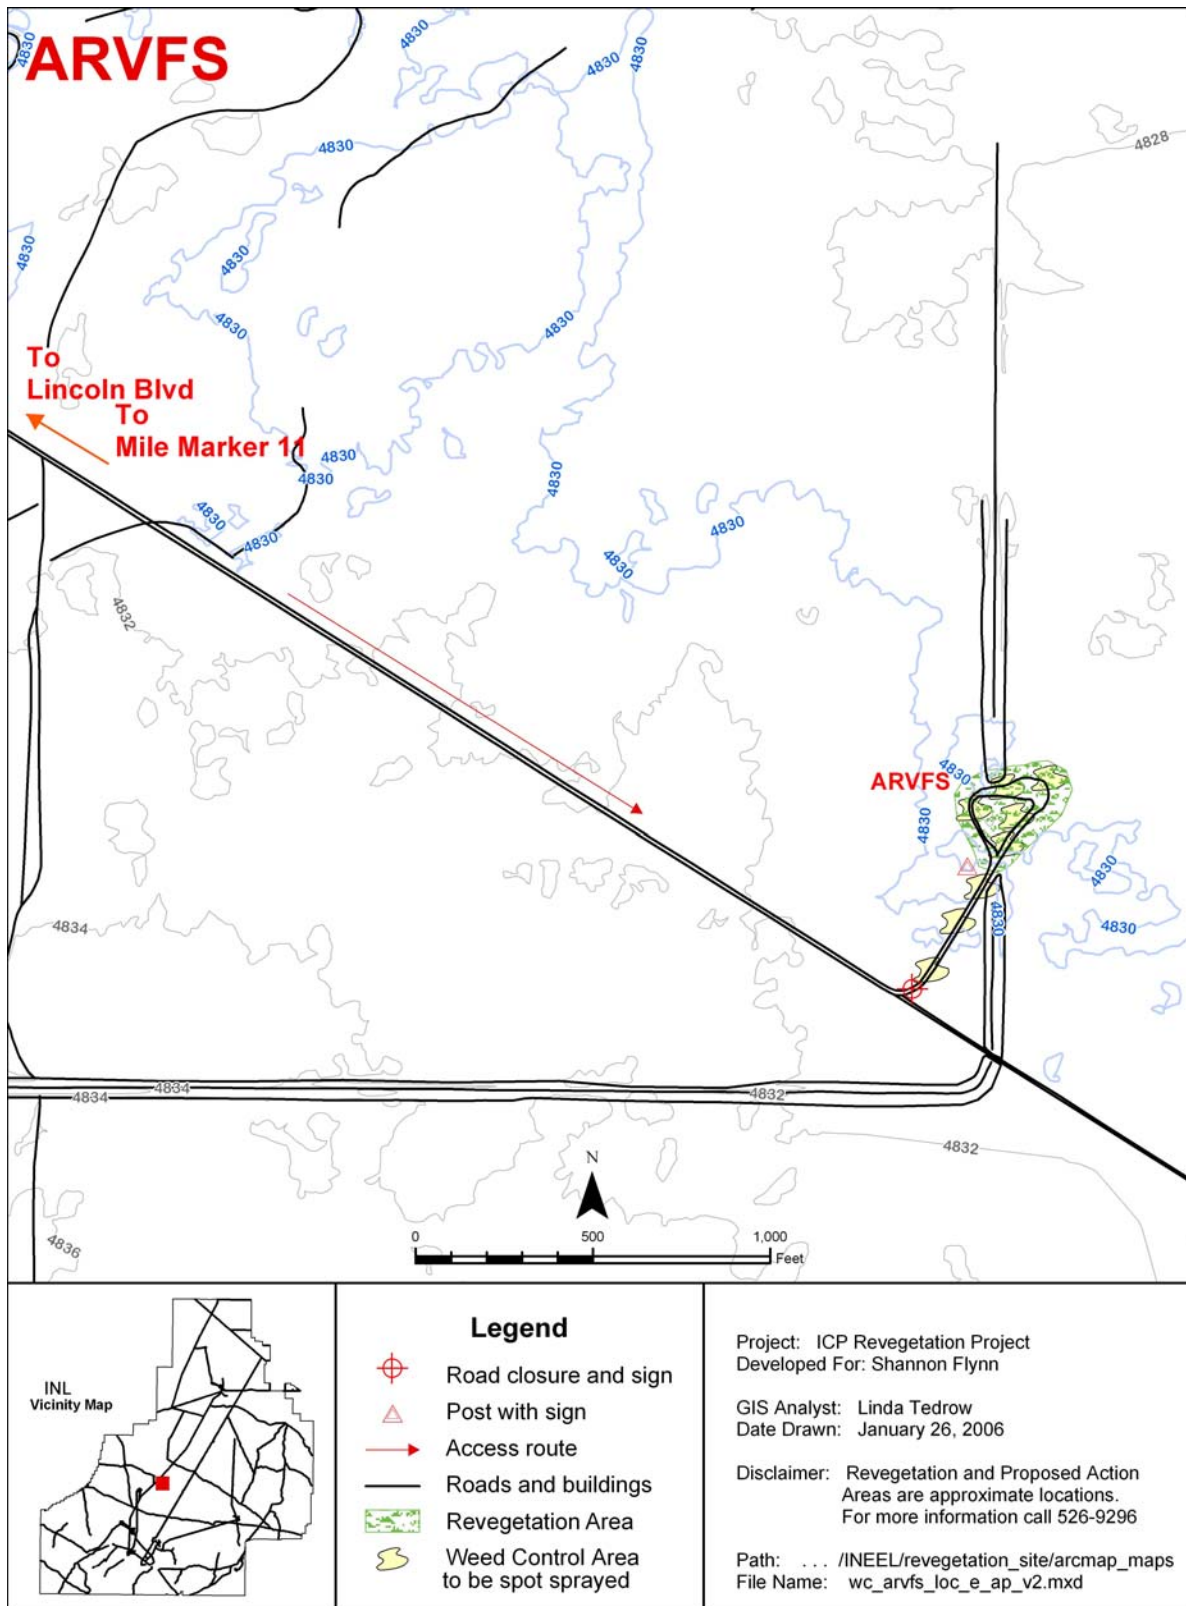 ARVFS
4830
4830
4830
4830
4830
4828
4830
4830
4830
4830
To
Lincoln Blvd
To
Mile Marker 11
4830
4830
4830
4830
4830
4830
4830
4832
4830
ARVFS
4830
4830
4830
4830
4834
4834
4834
4832
4832
4836
N
0 500 1,000
Feet
INL
Vicinity Map
Legend
Road closure and sign
Post with sign
Access route
Roads and buildings
Revegetation Area
Weed Control Area
to be spot sprayed
Project: ICP Revegetation Project
Developed For: Shannon Flynn
GIS Analyst: Linda Tedrow
Date Drawn: January 26, 2006
Disclaimer: Revegetation and Proposed Action
Areas are approximate locations.
For more information call 526-9296
Path: . . . /INEEL/revegetation_site/arcmap_maps
File Name: wc_arvfs_loc_e_ap_v2.mxd